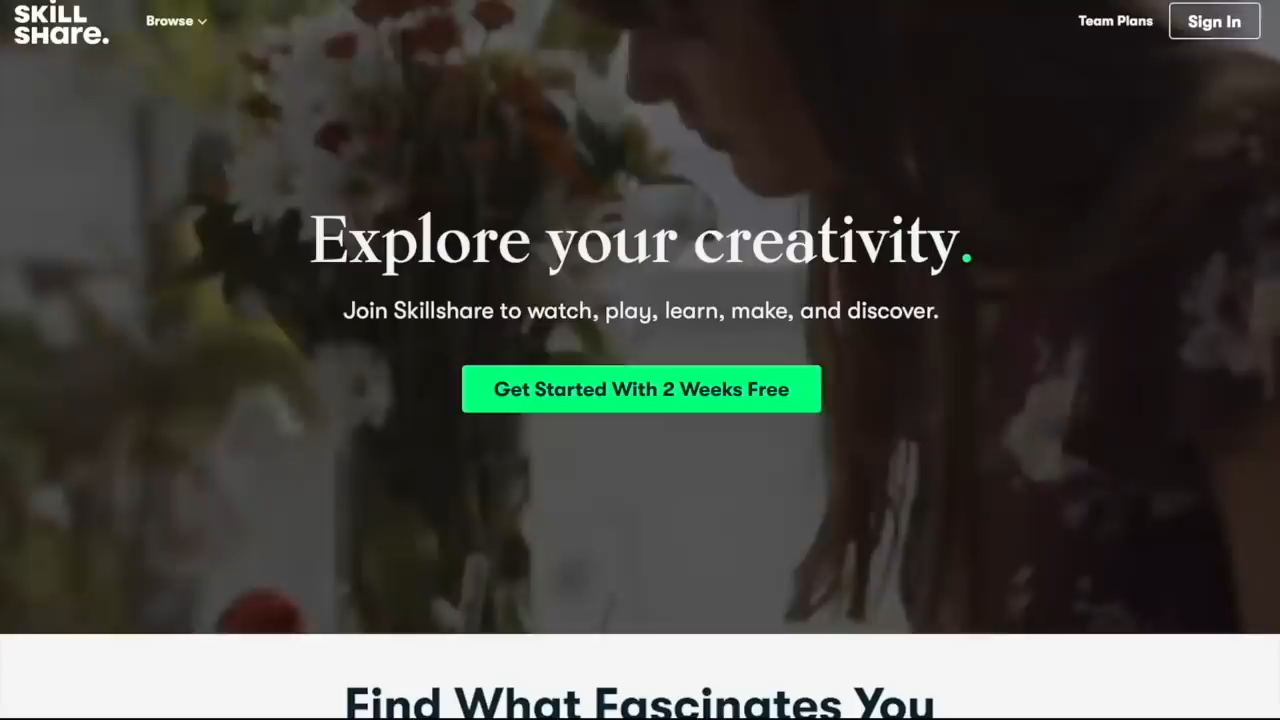 SKiLL
SHare.
Browse
Team Plans
Sign In
Explore your creativity.
Join Skillshare to watch, play, learn, make, and discover.
Get Started With 2 Weeks Free
Find What Fascinates You